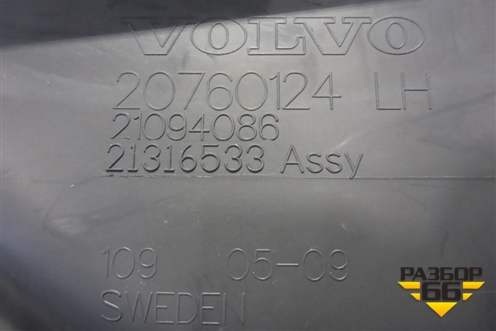 VOLVO
20760124 LH
21094086
21316533 Assy
109 05-09
SWEDEN
РАЗБОР
66